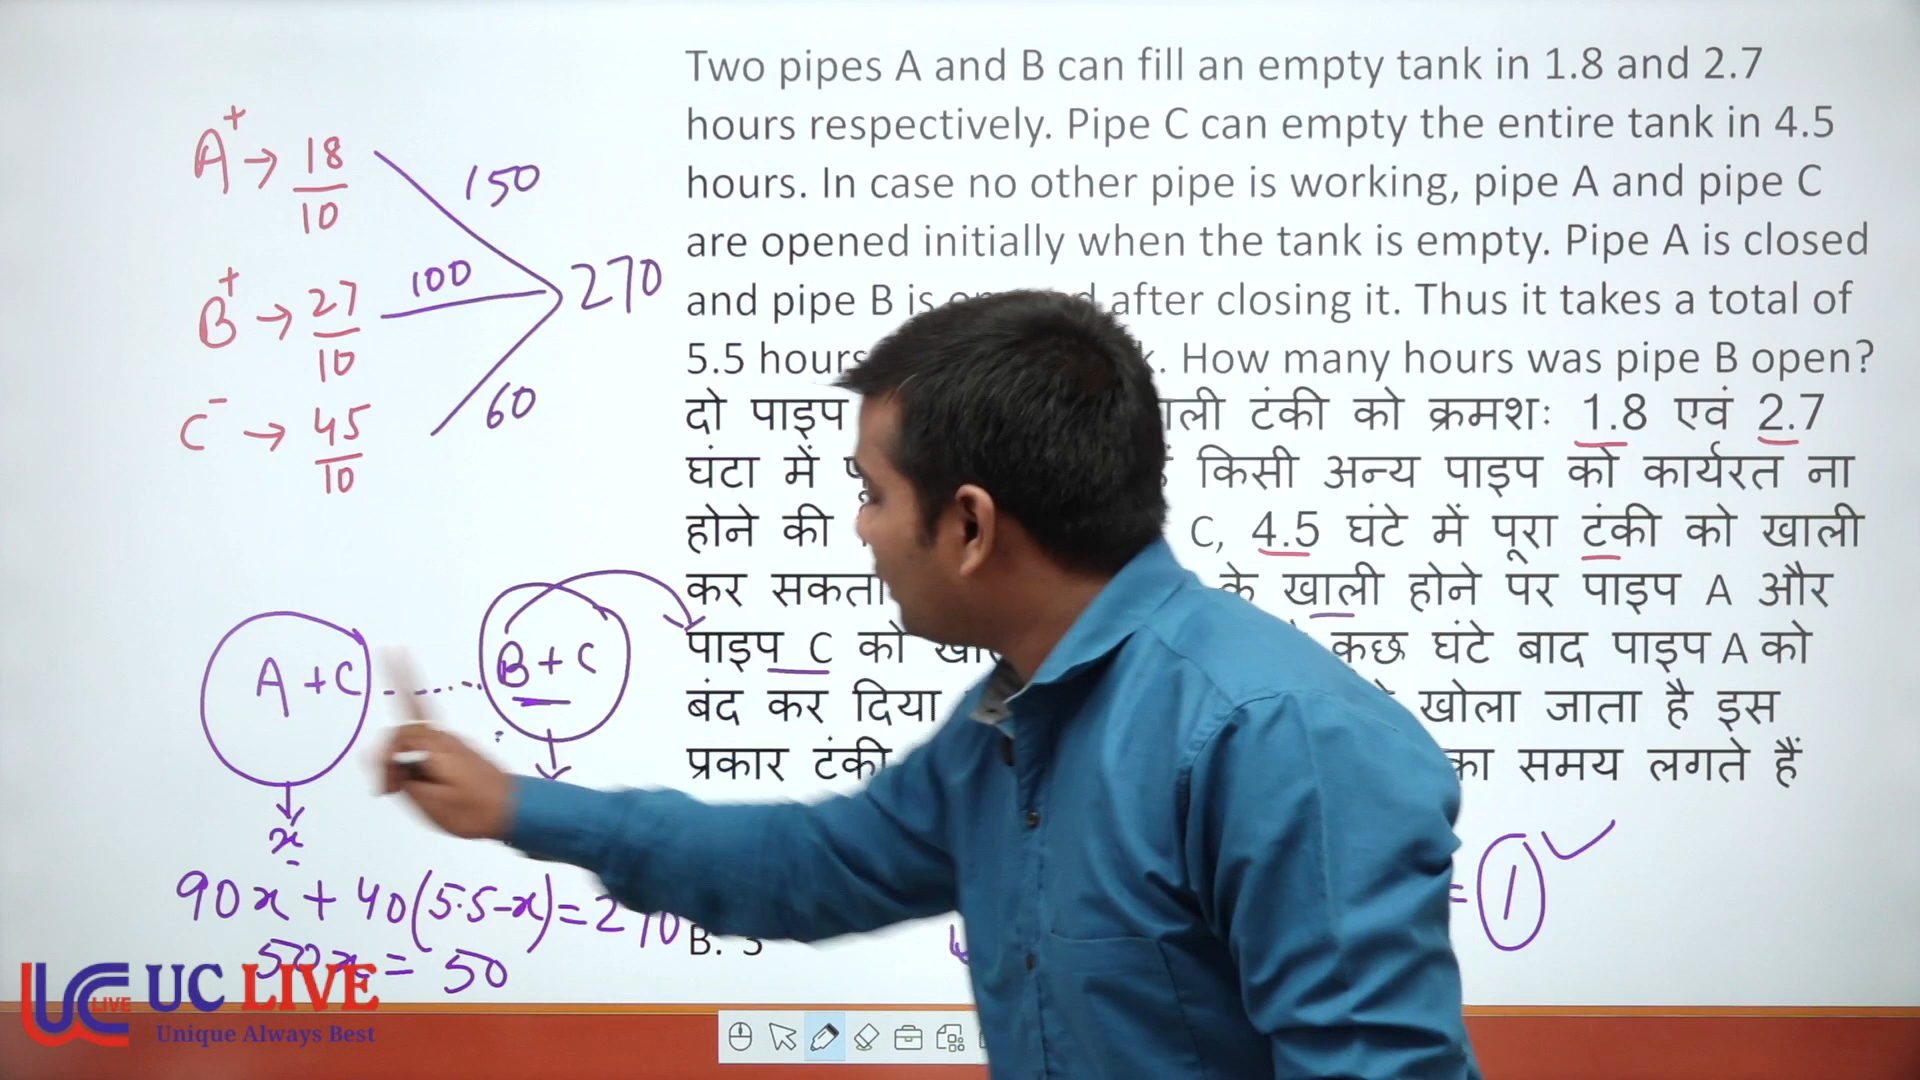 Two pipes A and B can fill an empty tank in 1.8 and 2.7
hours respectively. Pipe C can empty the entire tank in 4.5
hours. In case no other pipe is working, pipe A and pipe C
are opened initially when the tank is empty. Pipe A is closed
and pipe B is after closing it. Thus it takes a total of
5.5 hours . How many hours was pipe B open?
दो पाइप ली टंकी को क्रमशः 1.8 एवं 2.7
घंटा में किसी अन्य पाइप को कार्यरत ना
होने की C, 4.5 घंटे में पूरा टंकी को खाली
कर सकता के खाली होने पर पाइप A और
पाइप C को कछ घंटे बाद पाइप A को
बंद कर दिया खोला जाता है इस
प्रकार टंकी का समय लगते हैं
B. 3
A+ → 18/10 150
B+ → 27/10 100 270
C- → 45/10 60
A + C B + C
x
90x + 40(5.5-x) = 270
50x = 50
= 1
UC LIVE
LIVE
Unique Always Best